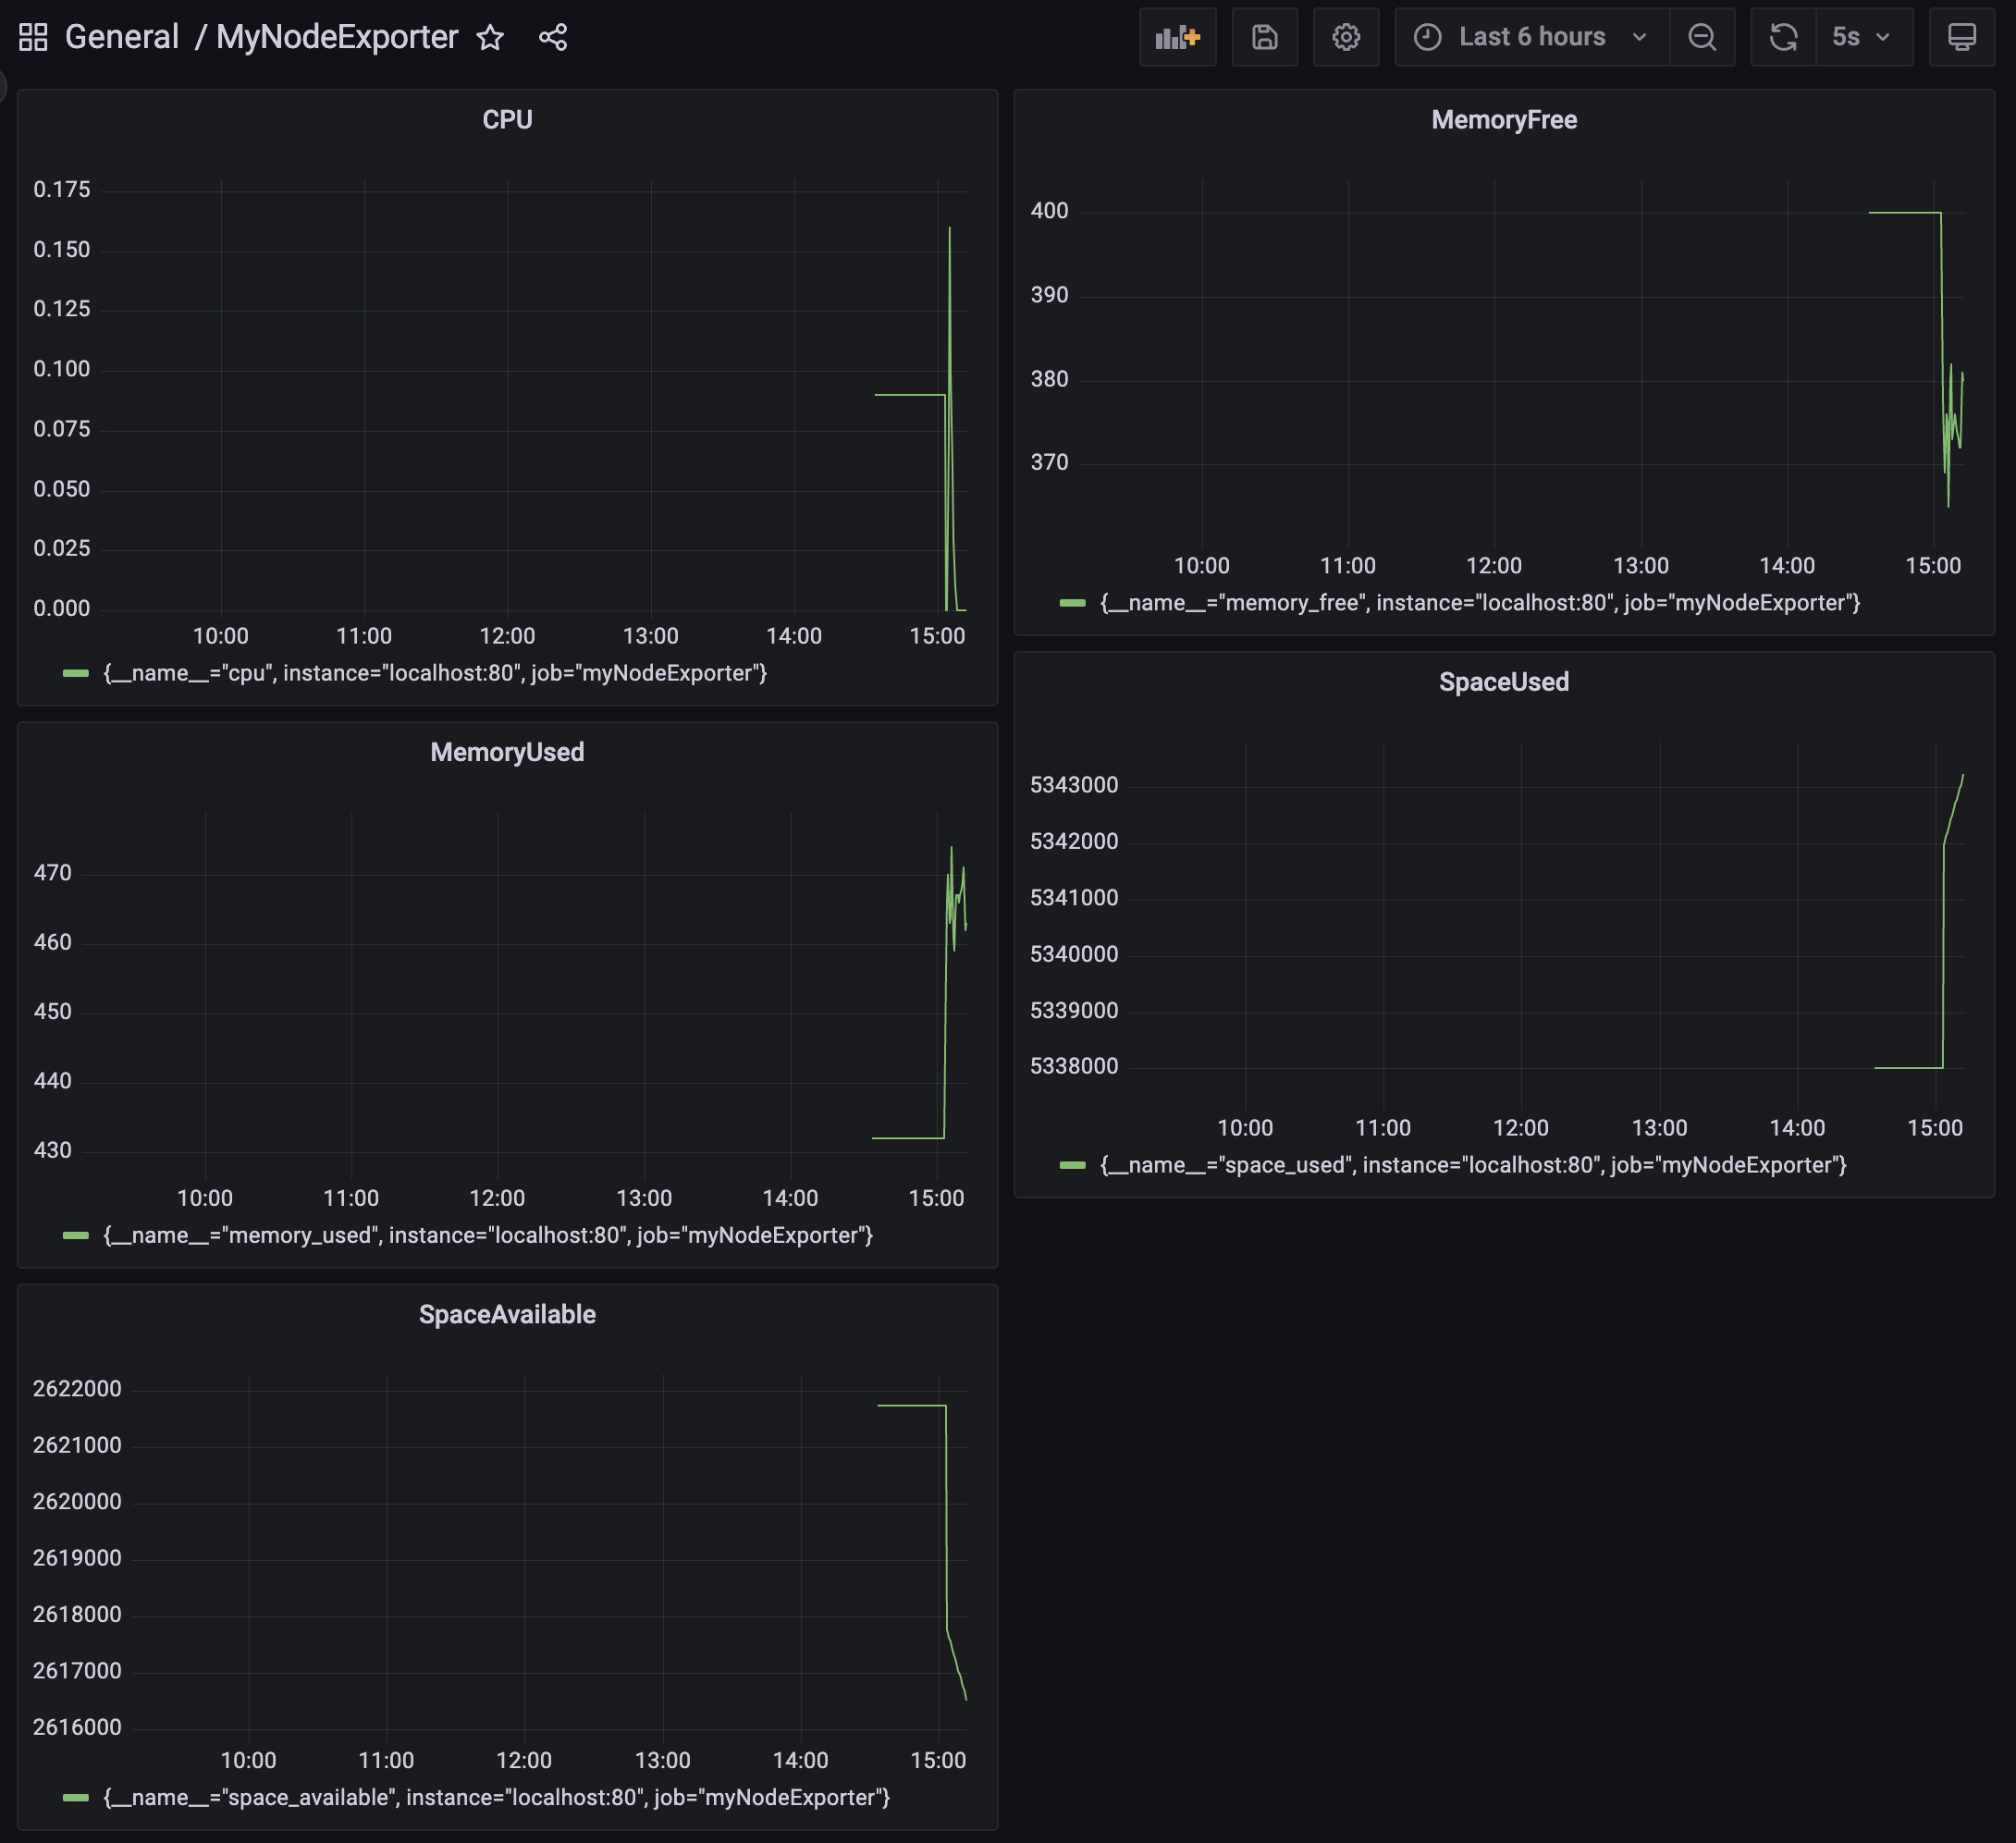 General / MyNodeExporter
Last 6 hours
5s
CPU
0.175
0.150
0.125
0.100
0.075
0.050
0.025
0.000
10:00 11:00 12:00 13:00 14:00 15:00
{__name__="cpu", instance="localhost:80", job="myNodeExporter"}
MemoryFree
400
390
380
370
10:00 11:00 12:00 13:00 14:00 15:00
{__name__="memory_free", instance="localhost:80", job="myNodeExporter"}
MemoryUsed
470
460
450
440
430
10:00 11:00 12:00 13:00 14:00 15:00
{__name__="memory_used", instance="localhost:80", job="myNodeExporter"}
SpaceUsed
5343000
5342000
5341000
5340000
5339000
5338000
10:00 11:00 12:00 13:00 14:00 15:00
{__name__="space_used", instance="localhost:80", job="myNodeExporter"}
SpaceAvailable
2622000
2621000
2620000
2619000
2618000
2617000
2616000
10:00 11:00 12:00 13:00 14:00 15:00
{__name__="space_available", instance="localhost:80", job="myNodeExporter"}